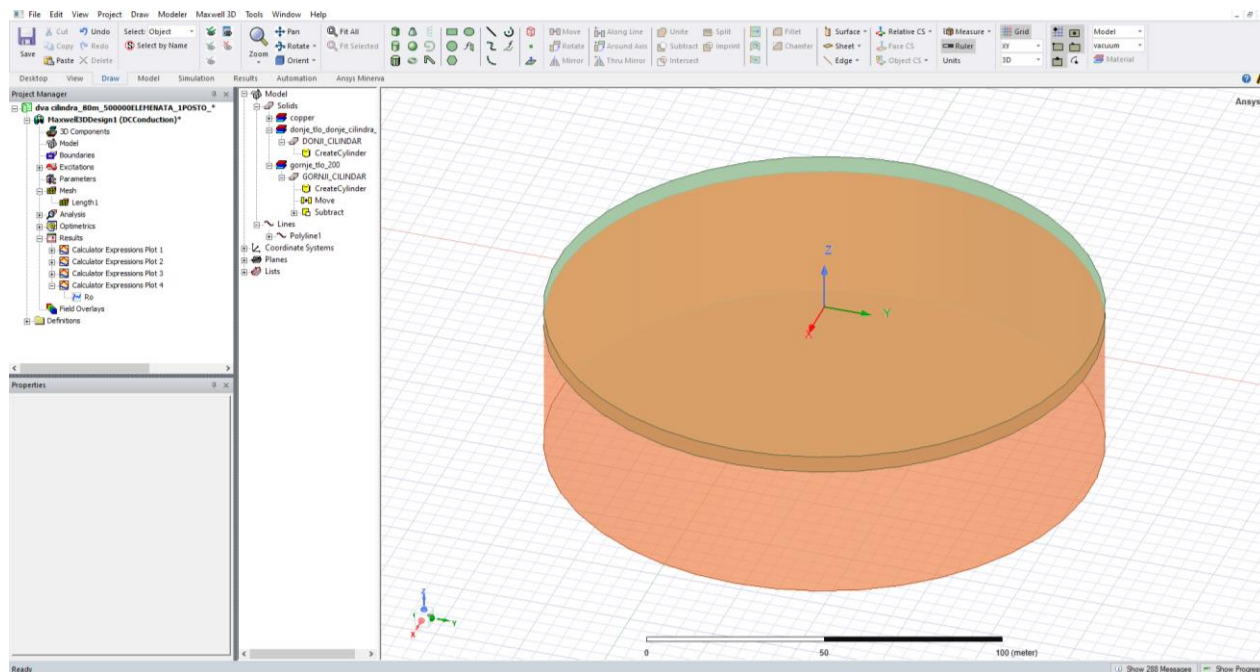 File Edit View Project Draw Modeler Maxwell 3D Tools Window Help
Save
Cut Undo Select: Object
Copy Redo Select by Name
Paste Delete
Zoom
Pan
Rotate
Orient
Fit All
Fit Selected
Move Along Line Unite Split Fillet
Rotate Around Axis Subtract Imprint Chamfer
Mirror Thru Mirror Intersect
Surface Relative CS Measure Grid Model
Sheet Face CS Ruler XY vacuum
Edge Object CS Units 3D Material
Desktop View Draw Model Simulation Results Automation Ansys Minerva
Project Manager
dva cilindra_80m_500000ELEMENATA_1POSTO_*
Maxwell3DDesign1 (DCConduction)*
3D Components
Model
Boundaries
Excitations
Parameters
Mesh
Length1
Analysis
Optimetrics
Results
Calculator Expressions Plot 1
Calculator Expressions Plot 2
Calculator Expressions Plot 3
Calculator Expressions Plot 4
Ro
Field Overlays
Definitions
Properties
Model
Solids
copper
donje_tlo_donje_cilindra_
DONJI_CILINDAR
CreateCylinder
gornje_tlo_200
GORNJI_CILINDAR
CreateCylinder
Move
Subtract
Lines
Polyline1
Coordinate Systems
Planes
Lists
Ansys
Z
Y
X
Z
Y
X
0 50 100 (meter)
Ready
Show 288 Messages Show Progres